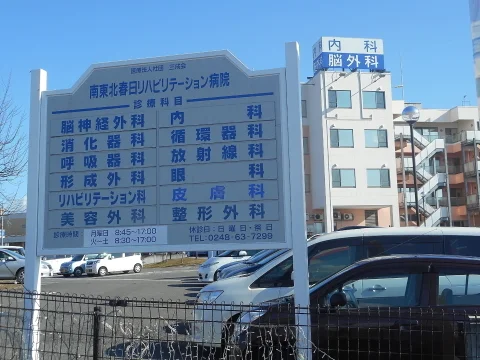 医療法人社団 三成会
南東北春日リハビリテーション病院
診療科目
脳神経外科 内科
消化器科 循環器科
呼吸器科 放射線科
形成外科 眼科
リハビリテーション科 皮膚科
美容外科 整形外科
診療時間 月曜日 8:45〜17:00 休診日:日曜日・祭日
火〜土 8:30〜17:00 TEL:0248-63-7299
内科
脳外科